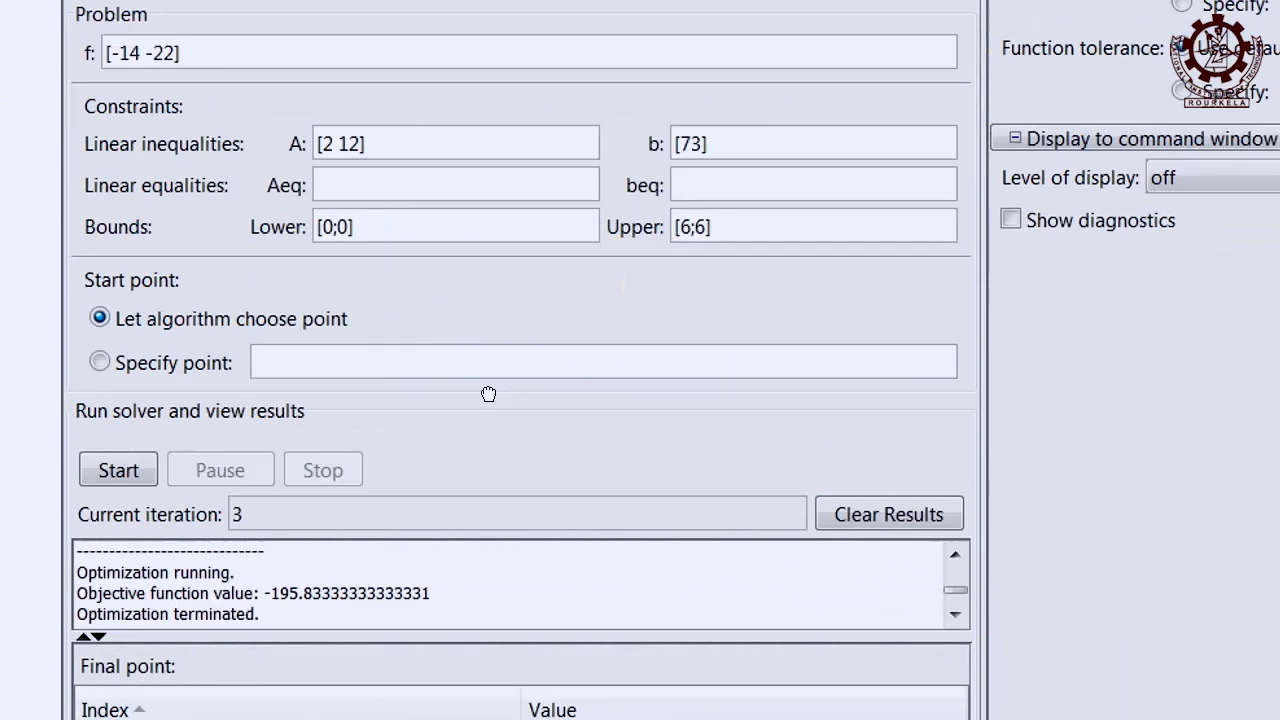 Problem
f: [-14 -22]
Constraints:
Linear inequalities: A: [2 12] b: [73]
Linear equalities: Aeq: beq:
Bounds: Lower: [0;0] Upper: [6;6]
Start point:
Let algorithm choose point
Specify point:
Run solver and view results
Start Pause Stop
Current iteration: 3 Clear Results
----------------------------
Optimization running.
Objective function value: -195.83333333333331
Optimization terminated.
Final point:
Index Value
Specify:
Function tolerance: Use defau
Specify:
ROURKELA
Display to command window
Level of display: off
Show diagnostics